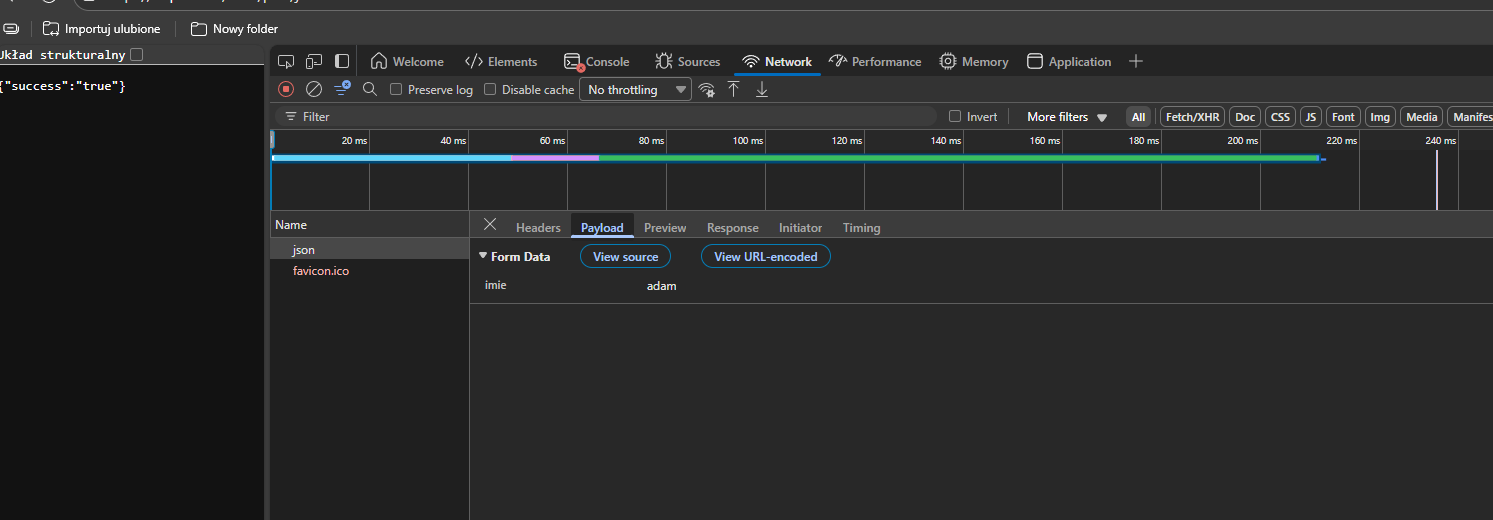 Importuj ulubione
Nowy folder
Układ strukturalny
{"success":"true"}
Welcome
Elements
Console
Sources
Network
Performance
Memory
Application
Preserve log
Disable cache
No throttling
Filter
Invert
More filters
All
Fetch/XHR
Doc
CSS
JS
Font
Img
Media
Manifes
20 ms
40 ms
60 ms
80 ms
100 ms
120 ms
140 ms
160 ms
180 ms
200 ms
220 ms
240 ms
Name
Headers
Payload
Preview
Response
Initiator
Timing
json
favicon.ico
Form Data
View source
View URL-encoded
imie
adam